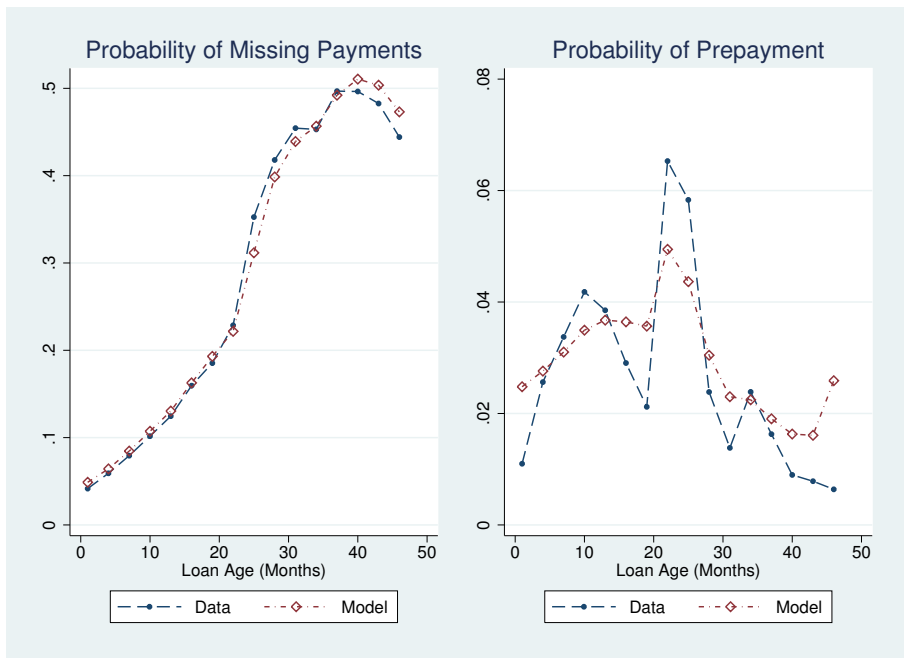 Probability of Missing Payments
.5
.4
.3
.2
.1
0
0 10 20 30 40 50
Loan Age (Months)
Data Model
Probability of Prepayment
.08
.06
.04
.02
0
0 10 20 30 40 50
Loan Age (Months)
Data Model